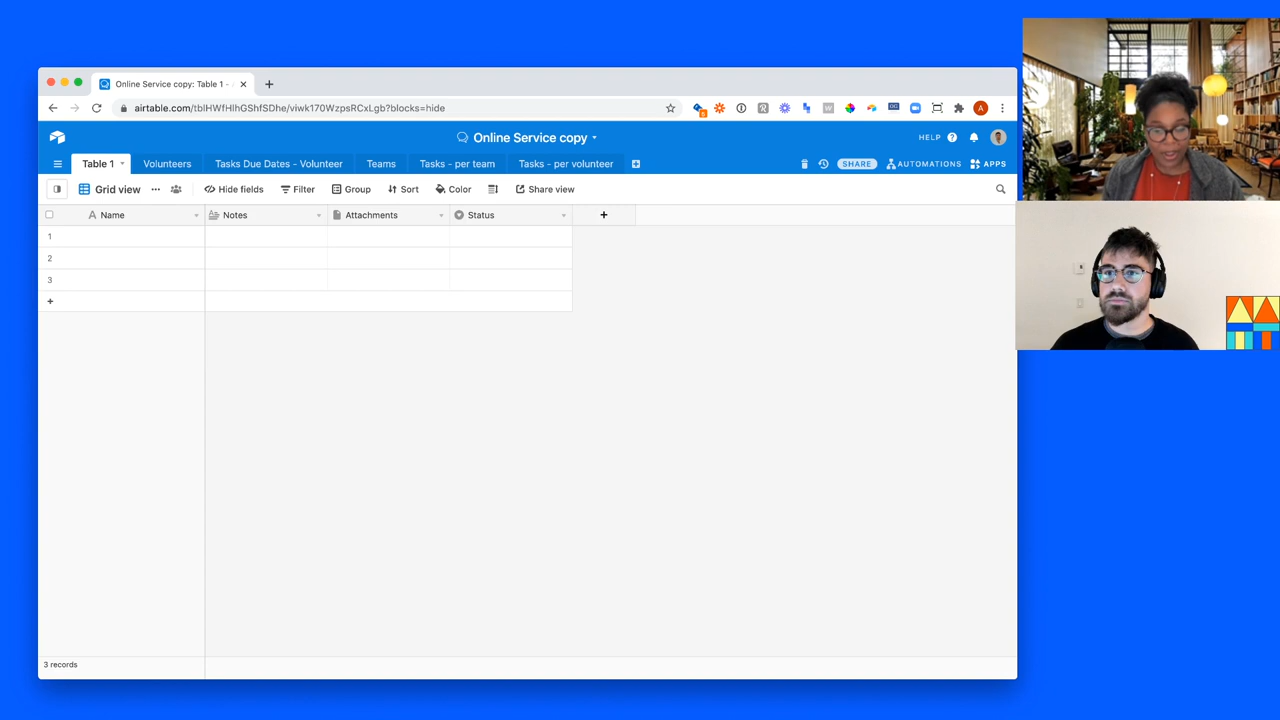 Online Service copy: Table 1 -
airtable.com/tblHWfHlhGShfSDhe/viwk170WzpsRCxLgb?blocks=hide
Online Service copy
HELP
Table 1
Volunteers
Tasks Due Dates - Volunteer
Teams
Tasks - per team
Tasks - per volunteer
SHARE
AUTOMATIONS
APPS
Grid view
Hide fields
Filter
Group
Sort
Color
Share view
Name
Notes
Attachments
Status
1
2
3
3 records